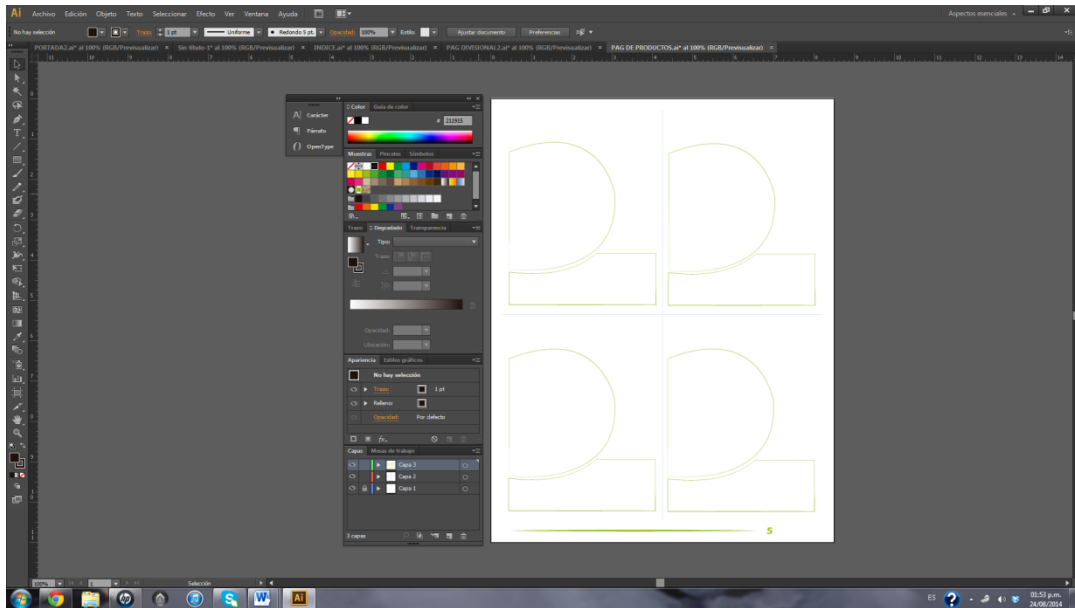 Ai Archivo Edición Objeto Texto Seleccionar Efecto Ver Ventana Ayuda Aspectos esenciales
No hay selección Trazo: 1 pt Uniforme Redondo 5 pt. Opacidad: 100% Estilo: Ajustar documento Preferencias
PORTADA2.ai* al 100% (RGB/Previsualizar) × Sin título-1* al 100% (RGB/Previsualizar) × INDICE.ai* al 100% (RGB/Previsualizar) × PAG DIVISIONAL2.ai* al 100% (RGB/Previsualizar) × PAG DE PRODUCTOS.ai* al 100% (RGB/Previsualizar) ×
Carácter
Párrafo
OpenType
Color Guía de color
# 211915
Muestras Pinceles Símbolos
Trazo Degradado Transparencia
Tipo:
Trazo:
Opacidad:
Ubicación:
Apariencia Estilos gráficos
No hay selección
Trazo: 1 pt
Relleno:
Opacidad: Por defecto
fx.
Capas Mesas de trabajo
Capa 3
Capa 2
Capa 1
3 capas
5
100% 1 Selección
ES 01:53 p.m.
24/08/2014